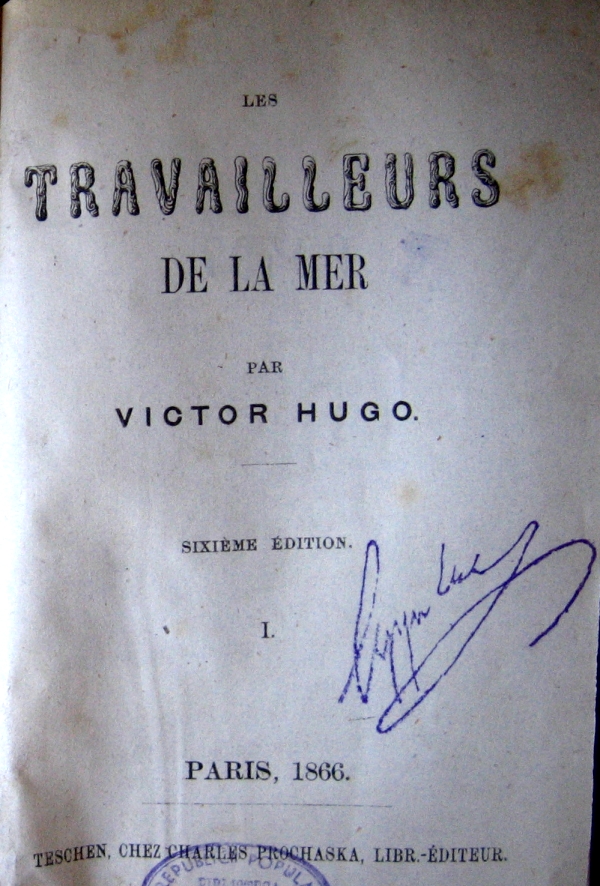 LES
TRAVAILLEURS
DE LA MER
PAR
VICTOR HUGO.
SIXIÈME ÉDITION.
I.
PARIS, 1866.
TESCHEN, CHEZ CHARLES PROCHASKA, LIBR.-ÉDITEUR.